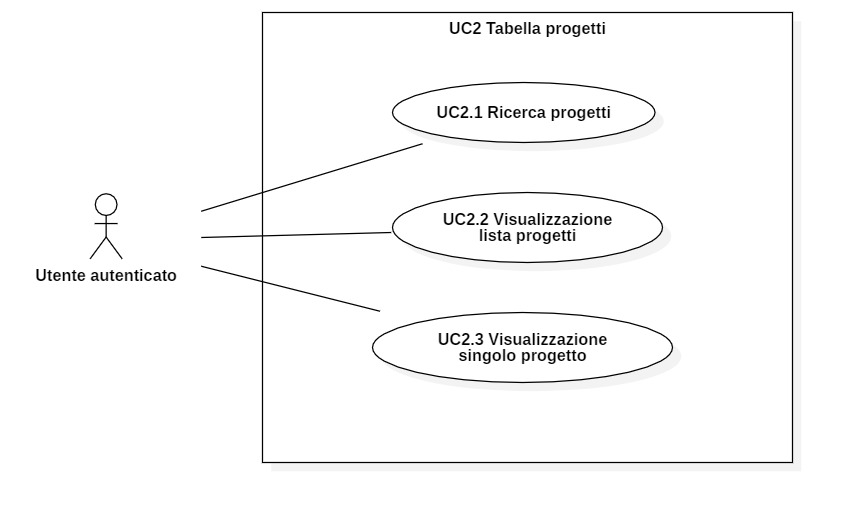 UC2 Tabella progetti
UC2.1 Ricerca progetti
UC2.2 Visualizzazione
lista progetti
Utente autenticato
UC2.3 Visualizzazione
singolo progetto